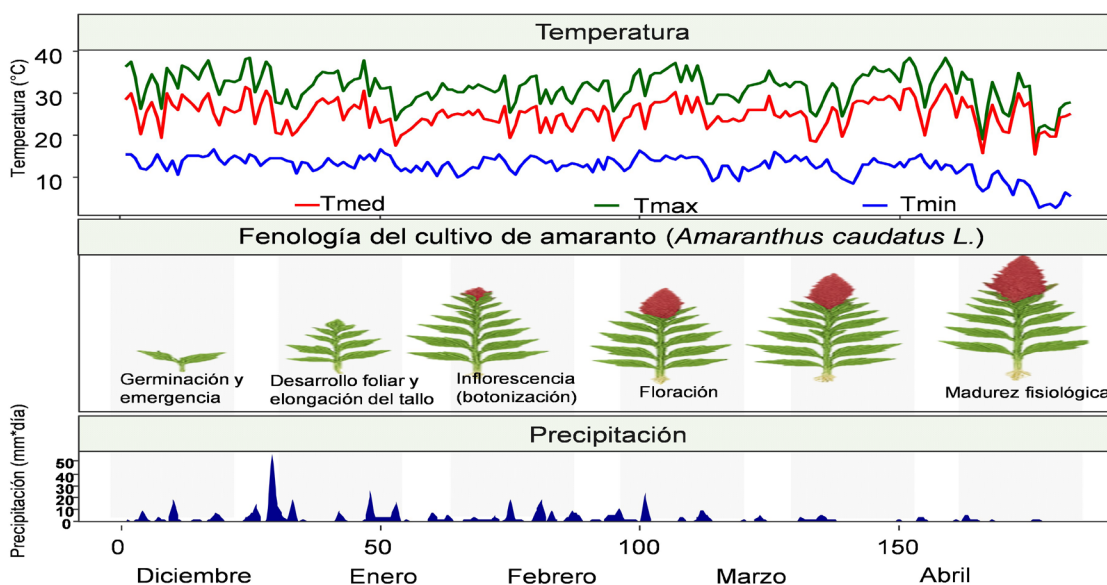 Temperatura
Temperatura (°C)
40
30
20
10
Tmed Tmax Tmin
Fenología del cultivo de amaranto (Amaranthus caudatus L.)
Germinación y
emergencia
Desarrollo foliar y
elongación del tallo
Inflorescencia
(botonización)
Floración
Madurez fisiológica
Precipitación
Precipitación (mm*día)
50
40
30
20
10
0
0 50 100 150
Diciembre Enero Febrero Marzo Abril